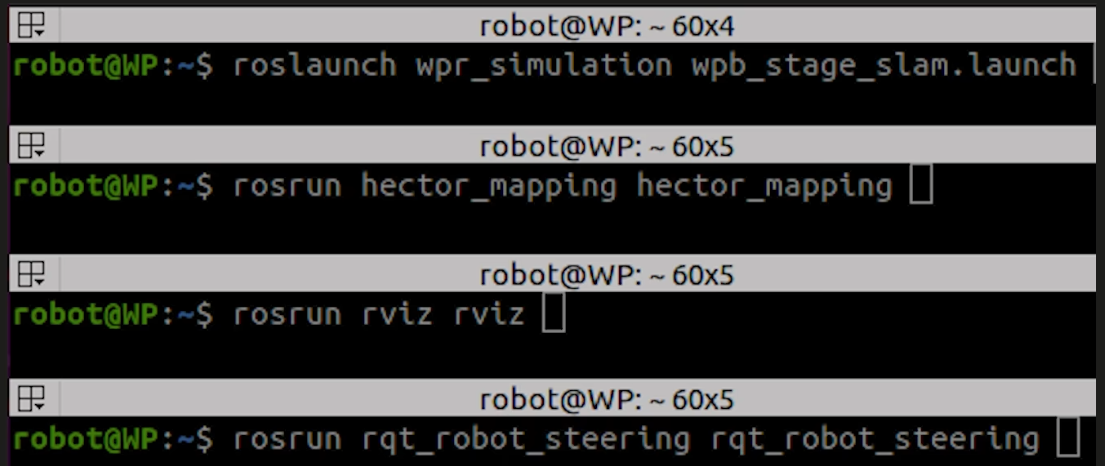 robot@WP: ~ 60x4
robot@WP:~$ roslaunch wpr_simulation wpb_stage_slam.launch
robot@WP: ~ 60x5
robot@WP:~$ rosrun hector_mapping hector_mapping
robot@WP: ~ 60x5
robot@WP:~$ rosrun rviz rviz
robot@WP: ~ 60x5
robot@WP:~$ rosrun rqt_robot_steering rqt_robot_steering